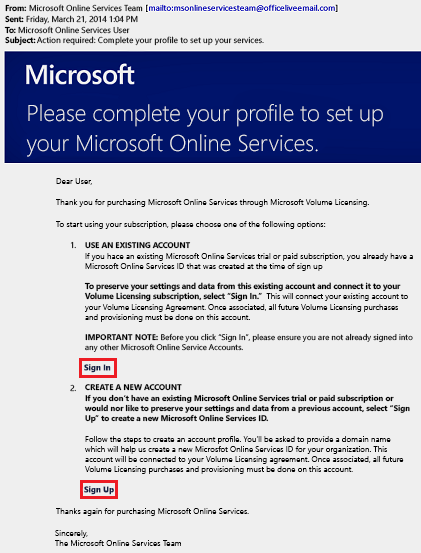 From: Microsoft Online Services Team [mailto:msonlineservicesteam@officeliveemail.com]
Sent: Friday, March 21, 2014 1:04 PM
To: Microsoft Online Services User
Subject: Action required: Complete your profile to set up your services.
Microsoft
Please complete your profile to set up
your Microsoft Online Services.
Dear User,
Thank you for purchasing Microsoft Online Services through Microsoft Volume Licensing.
To start using your subscription, please choose one of the following options:
1. USE AN EXISTING ACCOUNT
If you hace an existing Microsoft Online Services trial or paid subscription, you already have a
Microsoft Online Services ID that was created at the time of sign up
To preserve your settings and data from this existing account and connect it to your
Volume Licensing subscription, select “Sign In.” This will connect your existing account to
your Volume Licensing Agreement. Once associated, all future Volume Licensing purchases
and provisioning must be done on this account.
IMPORTANT NOTE: Before you click “Sign In”, please ensure you are not already signed into
any other Microsoft Online Service Accounts.
Sign In
2. CREATE A NEW ACCOUNT
If you don’t have an existing Microsoft Online Services trial or paid subscription or
would nor like to preserve your settings and data from a previous account, select “Sign
Up” to create a new Microsoft Online Services ID.
Follow the steps to create an account profile. You’ll be asked to provide a domain name
which will help us create a new Microsfot Online Services ID for your organization. This
account will be connected to your Volume Licensing agreement. Once associated, all future
Volume Licensing purchases and provisioning must be done on this account.
Sign Up
Thanks again for purchasing Microsoft Online Services.
Sincerely,
The Microsoft Online Services Team